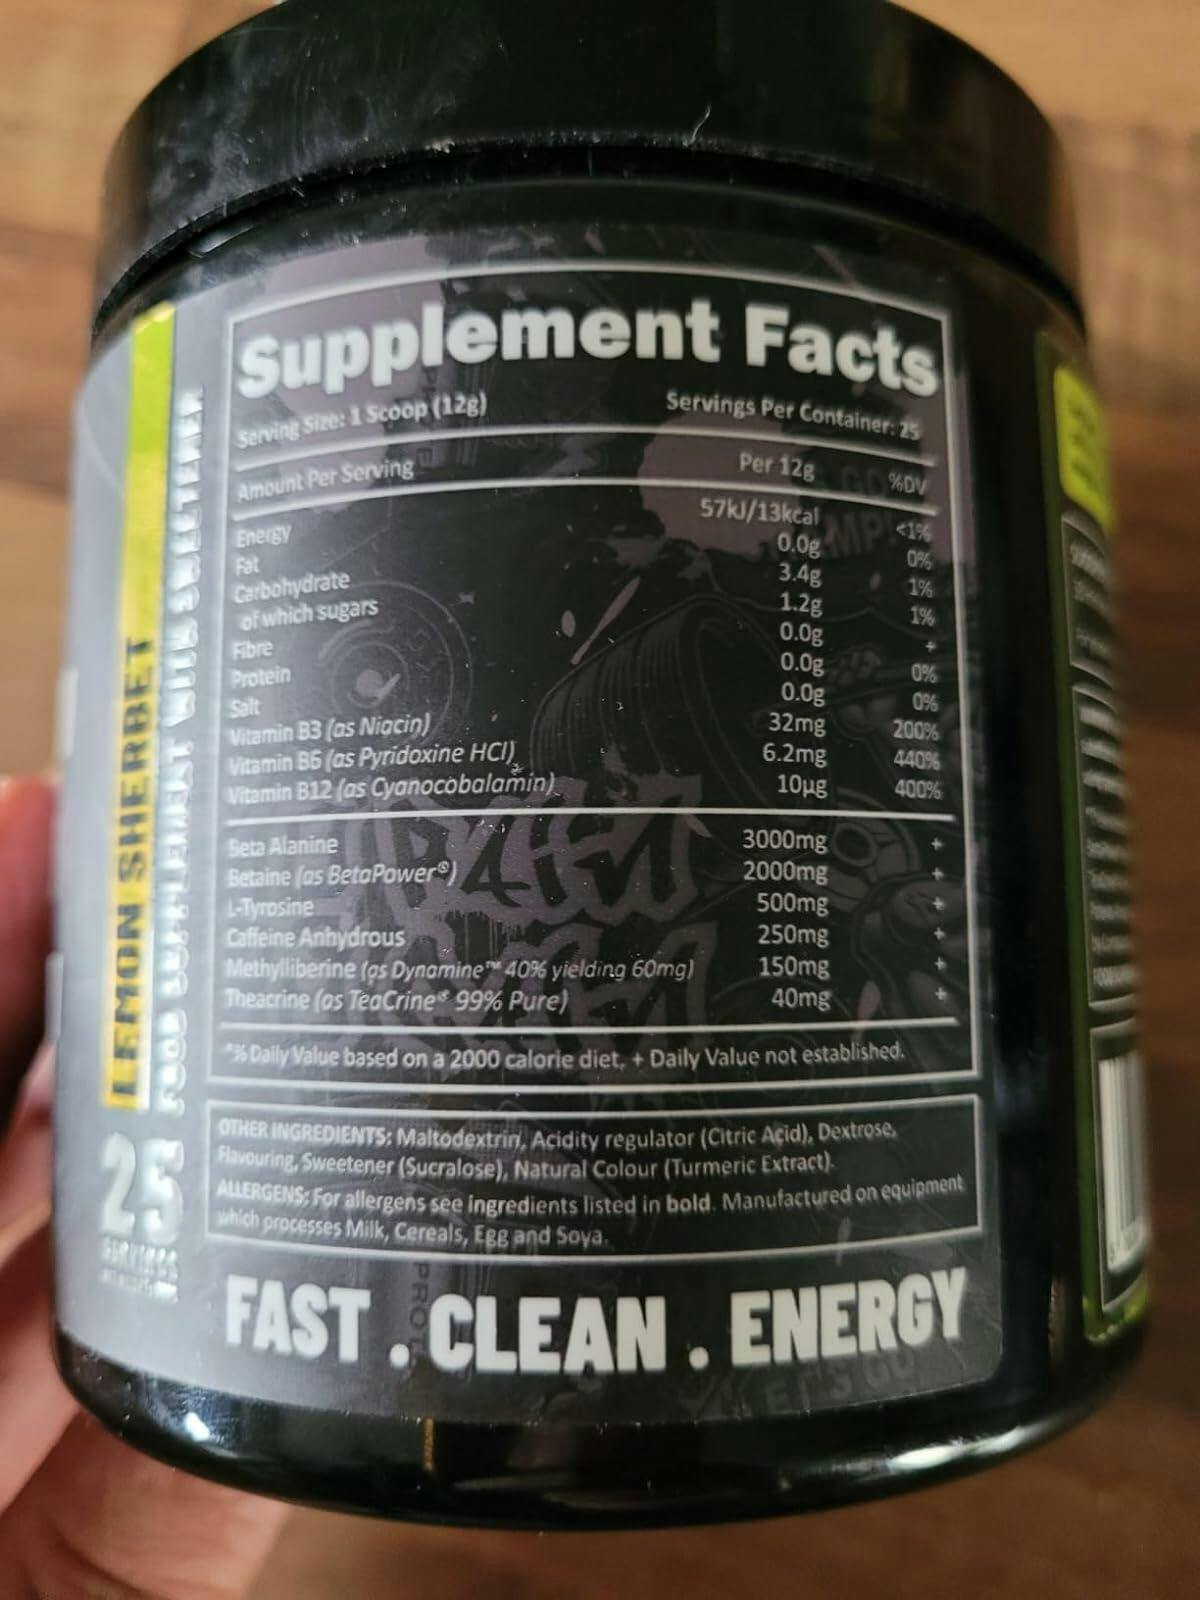 Supplement Facts
Serving Size: 1 Scoop (12g) Servings Per Container: 25
Amount Per Serving Per 12g %DV
Energy 57kJ/13kcal <1%
Fat 0.0g 0%
Carbohydrate 3.4g 1%
of which sugars 1.2g 1%
Fibre 0.0g +
Protein 0.0g 0%
Salt 0.0g 0%
Vitamin B3 (as Niacin) 32mg 200%
Vitamin B6 (as Pyridoxine HCl) 6.2mg 440%
Vitamin B12 (as Cyanocobalamin) 10µg 400%
Beta Alanine 3000mg +
Betaine (as BetaPower®) 2000mg +
L-Tyrosine 500mg +
Caffeine Anhydrous 250mg +
Methylliberine (as Dynamine™ 40% yielding 60mg) 150mg +
Theacrine (as TeaCrine® 99% Pure) 40mg +
*% Daily Value based on a 2000 calorie diet, + Daily Value not established.
OTHER INGREDIENTS: Maltodextrin, Acidity regulator (Citric Acid), Dextrose,
Flavouring, Sweetener (Sucralose), Natural Colour (Turmeric Extract).
ALLERGENS: For allergens see ingredients listed in bold. Manufactured on equipment
which processes Milk, Cereals, Egg and Soya.
FAST . CLEAN . ENERGY
LEMON SHERBET
FOOD SUPPLEMENT WITH SWEETENER
25
SERVINGS